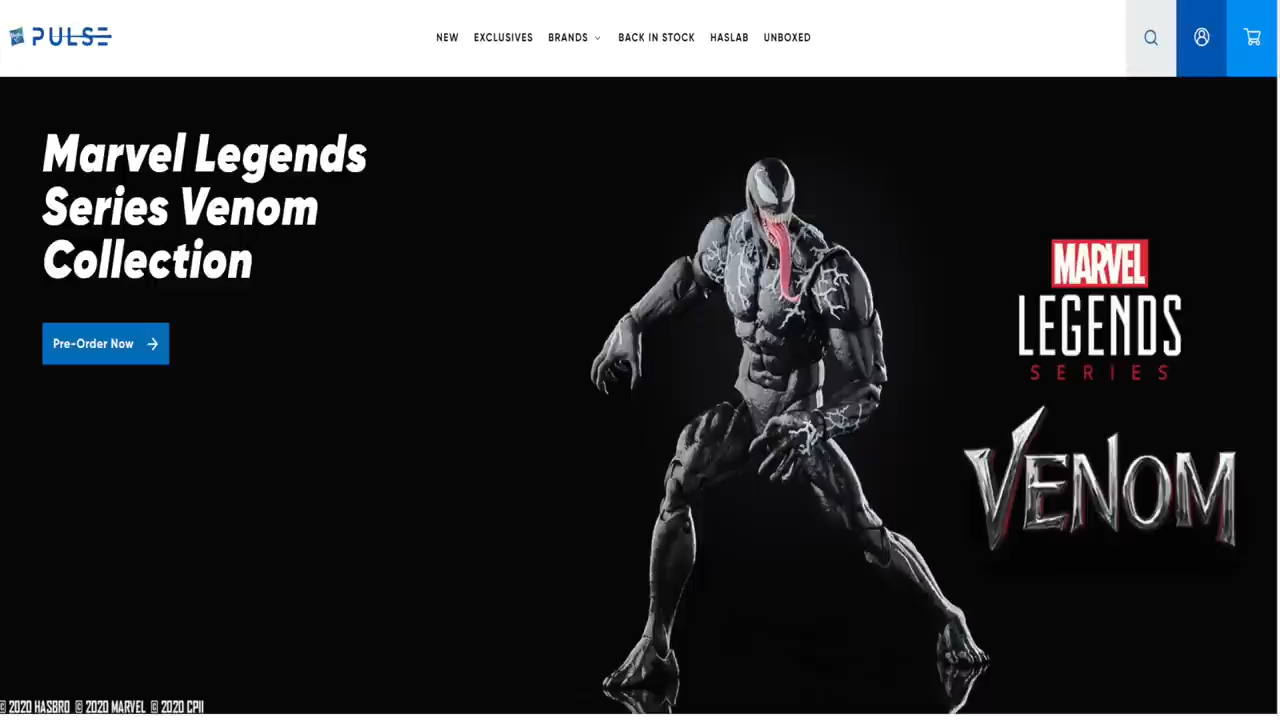 PULSE
NEW EXCLUSIVES BRANDS BACK IN STOCK HASLAB UNBOXED
Marvel Legends
Series Venom
Collection
Pre-Order Now
MARVEL
LEGENDS
SERIES
VENOM
© 2020 HASBRO © 2020 MARVEL © 2020 CPII